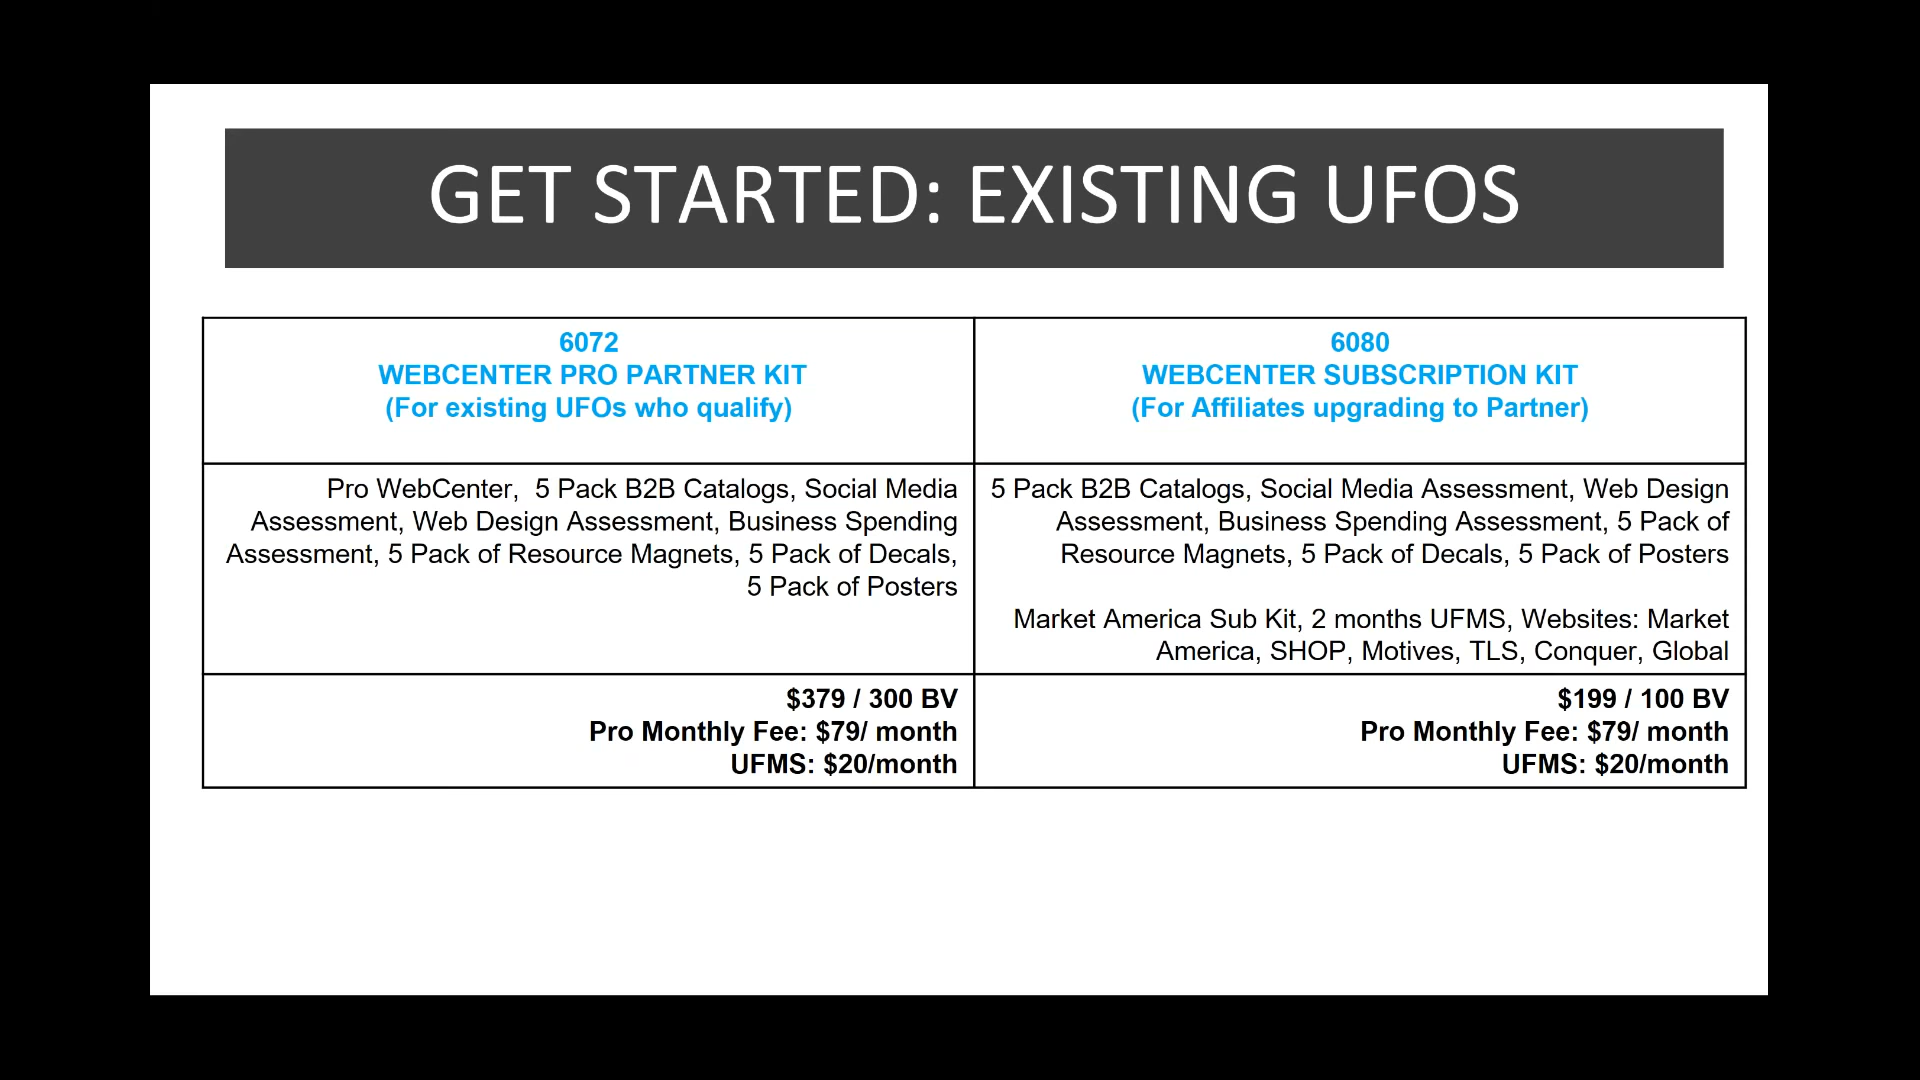 GET STARTED: EXISTING UFOS
6072
WEBCENTER PRO PARTNER KIT
(For existing UFOs who qualify)
6080
WEBCENTER SUBSCRIPTION KIT
(For Affiliates upgrading to Partner)
Pro WebCenter,  5 Pack B2B Catalogs, Social Media
Assessment, Web Design Assessment, Business Spending
Assessment, 5 Pack of Resource Magnets, 5 Pack of Decals,
5 Pack of Posters
5 Pack B2B Catalogs, Social Media Assessment, Web Design
Assessment, Business Spending Assessment, 5 Pack of
Resource Magnets, 5 Pack of Decals, 5 Pack of Posters
Market America Sub Kit, 2 months UFMS, Websites: Market
America, SHOP, Motives, TLS, Conquer, Global
$379 / 300 BV
Pro Monthly Fee: $79/ month
UFMS: $20/month
$199 / 100 BV
Pro Monthly Fee: $79/ month
UFMS: $20/month